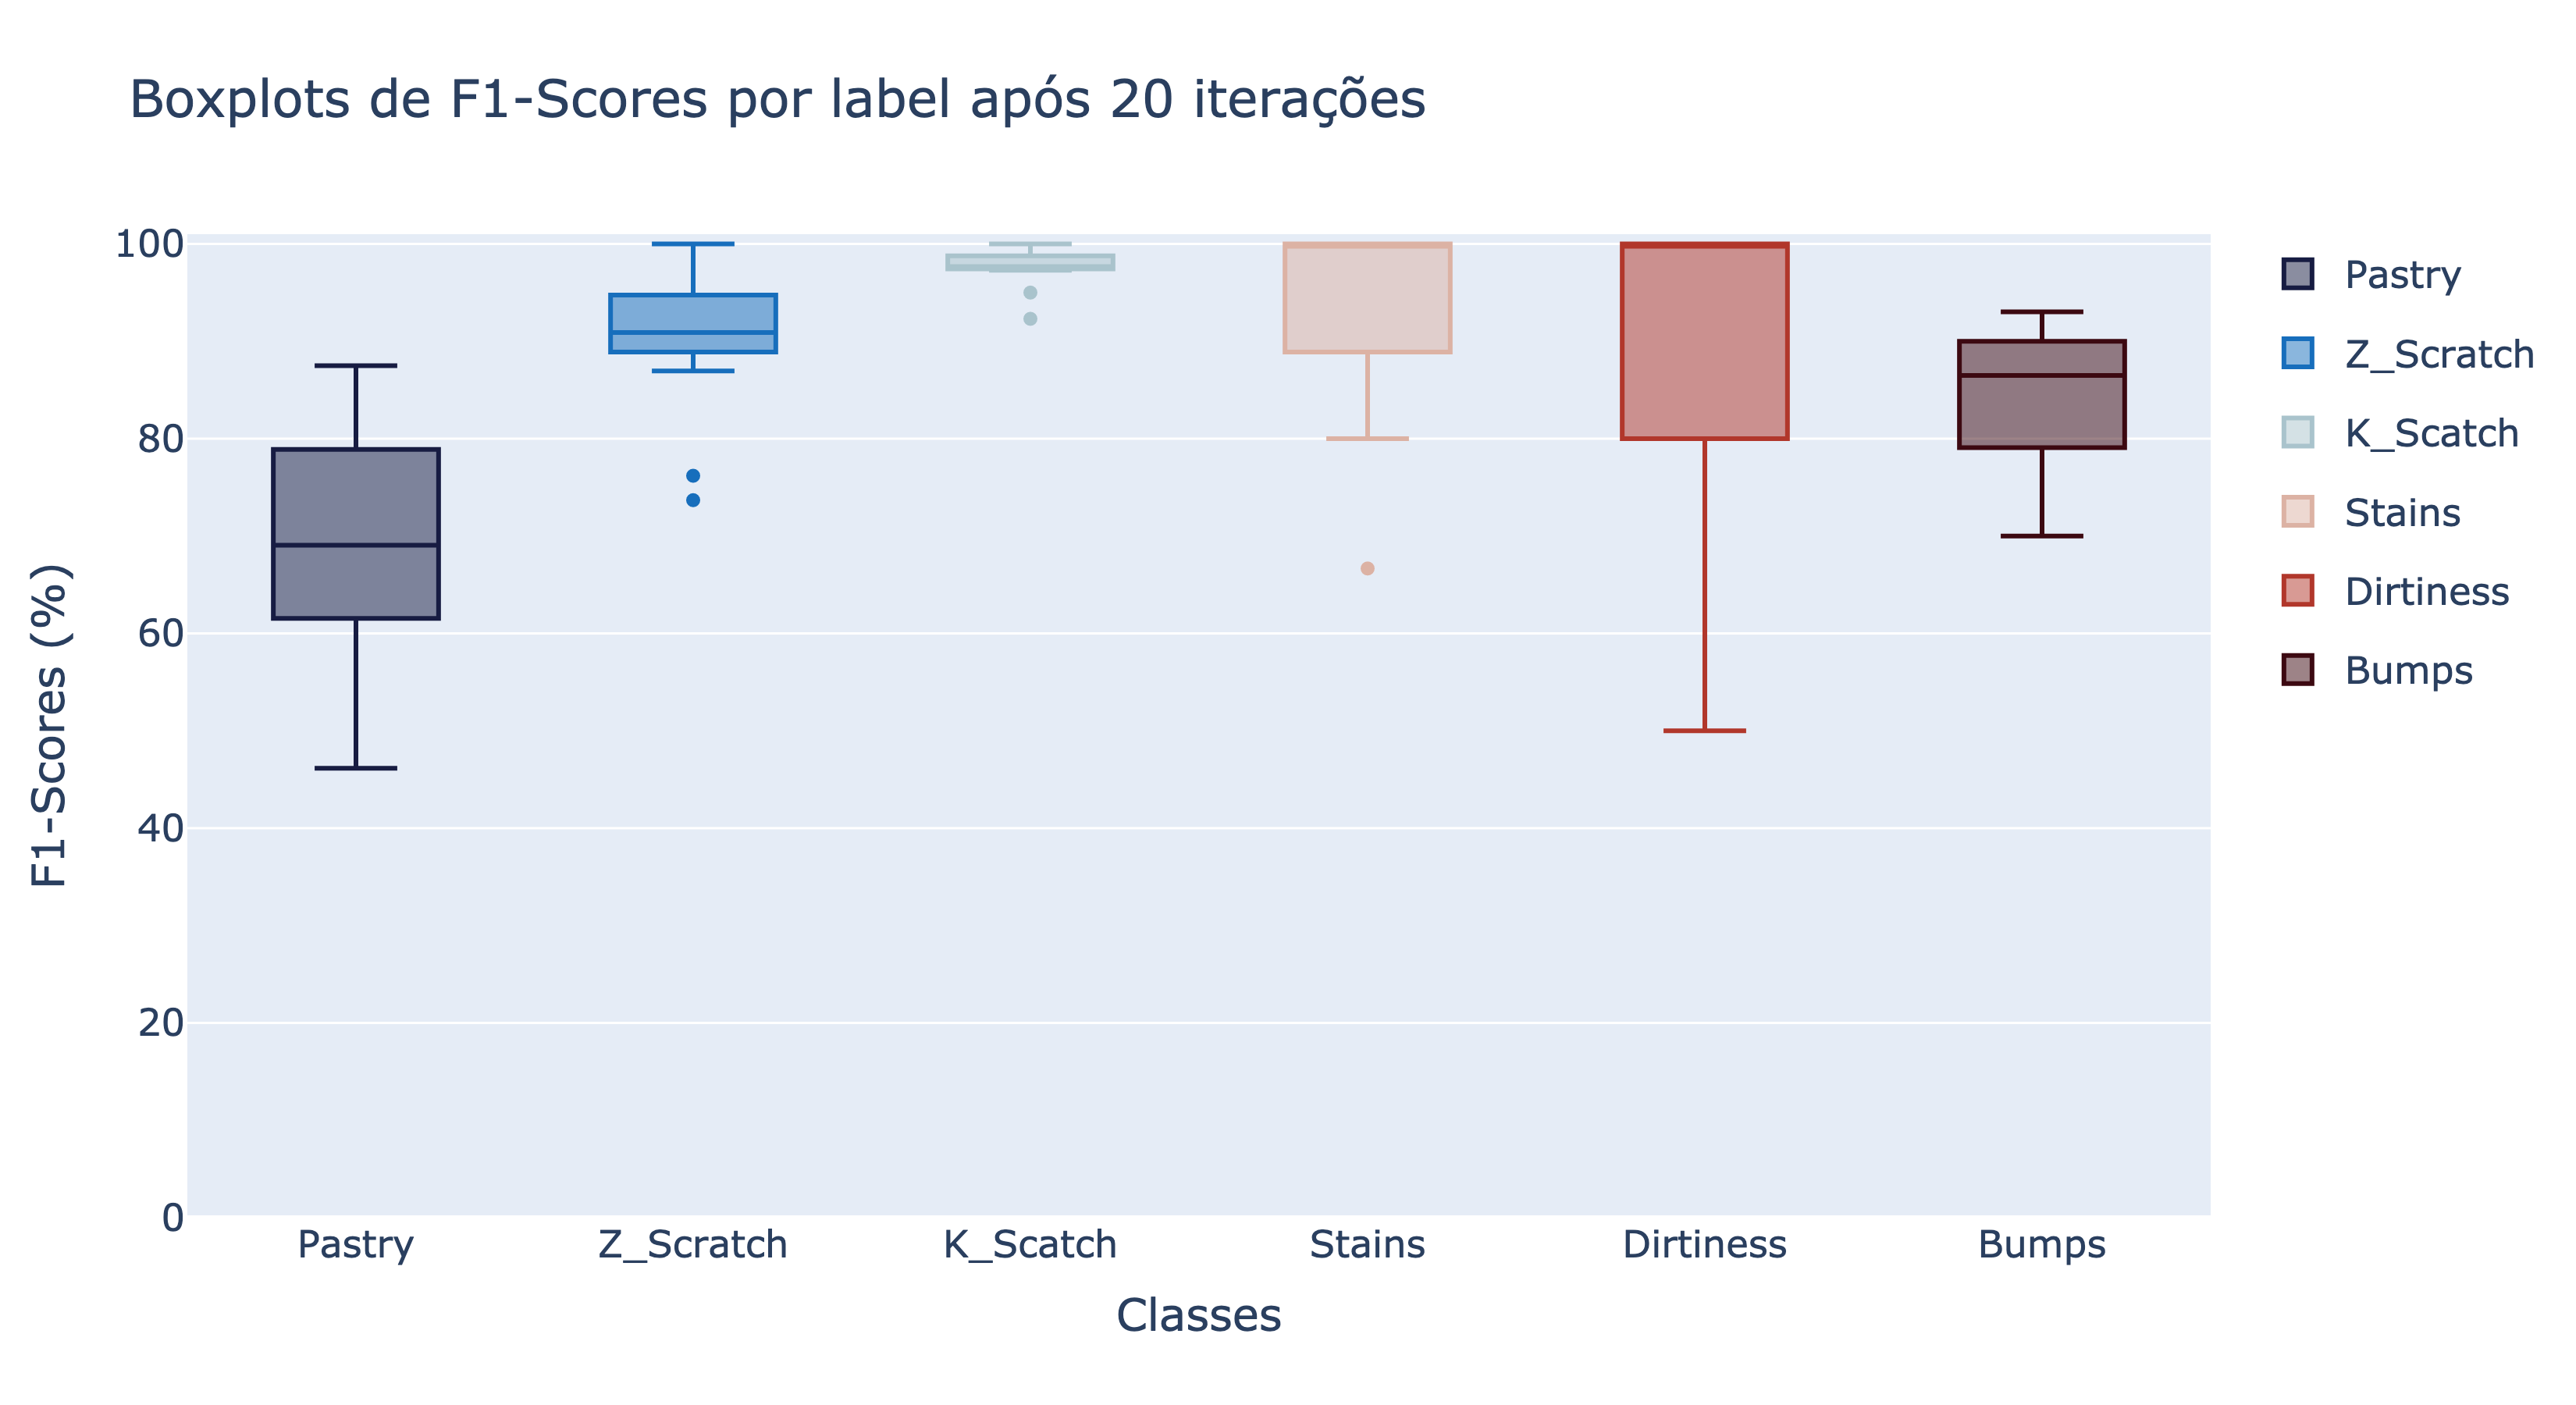 Boxplots de F1-Scores por label após 20 iterações
100
80
60
40
20
0
F1-Scores (%)
Pastry
Z_Scratch
K_Scatch
Stains
Dirtiness
Bumps
Classes
Pastry
Z_Scratch
K_Scatch
Stains
Dirtiness
Bumps